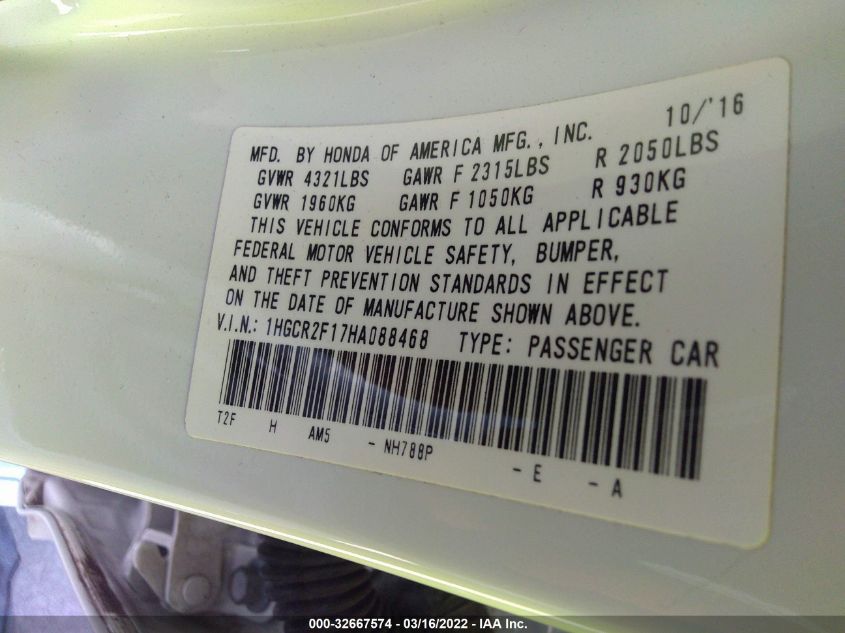 10/'16
MFD. BY HONDA OF AMERICA MFG., INC.
GVWR 4321LBS GAWR F 2315LBS R 2050LBS
GVWR 1960KG GAWR F 1050KG R 930KG
THIS VEHICLE CONFORMS TO ALL APPLICABLE
FEDERAL MOTOR VEHICLE SAFETY, BUMPER,
AND THEFT PREVENTION STANDARDS IN EFFECT
ON THE DATE OF MANUFACTURE SHOWN ABOVE.
V.I.N.: 1HGCR2F17HA088468 TYPE: PASSENGER CAR
T2F H AM5 - NH788P - E - A
000-32667574 — 03/16/2022 — IAA Inc.